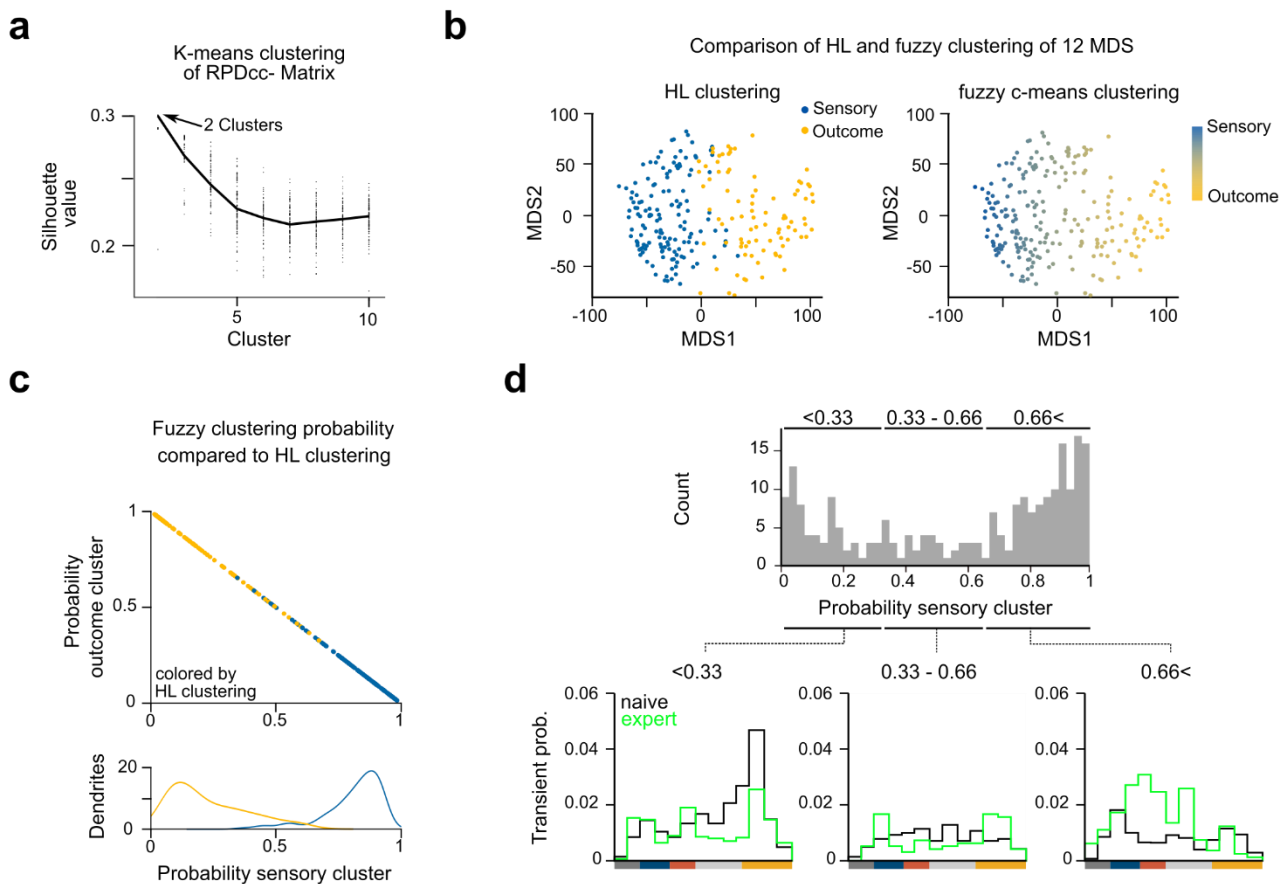 a
K-means clustering
of RPDcc- Matrix
0.3
0.2
2 Clusters
Silhouette
value
5
10
Cluster
b
Comparison of HL and fuzzy clustering of 12 MDS
HL clustering
Sensory
Outcome
100
50
0
-50
MDS2
-100
0
100
MDS1
fuzzy c-means clustering
Sensory
Outcome
100
50
0
-50
MDS2
-100
0
100
MDS1
c
Fuzzy clustering probability
compared to HL clustering
1
0.5
0
Probability
outcome cluster
colored by
HL clustering
0
0.5
1
20
0
Dendrites
0
0.5
1
Probability sensory cluster
d
<0.33
0.33 - 0.66
0.66<
15
10
5
0
Count
0
0.2
0.4
0.6
0.8
1
Probability sensory cluster
<0.33
0.33 - 0.66
0.66<
0.06
0.04
0.02
0
Transient prob.
naive
expert
0.06
0.04
0.02
0
0.06
0.04
0.02
0